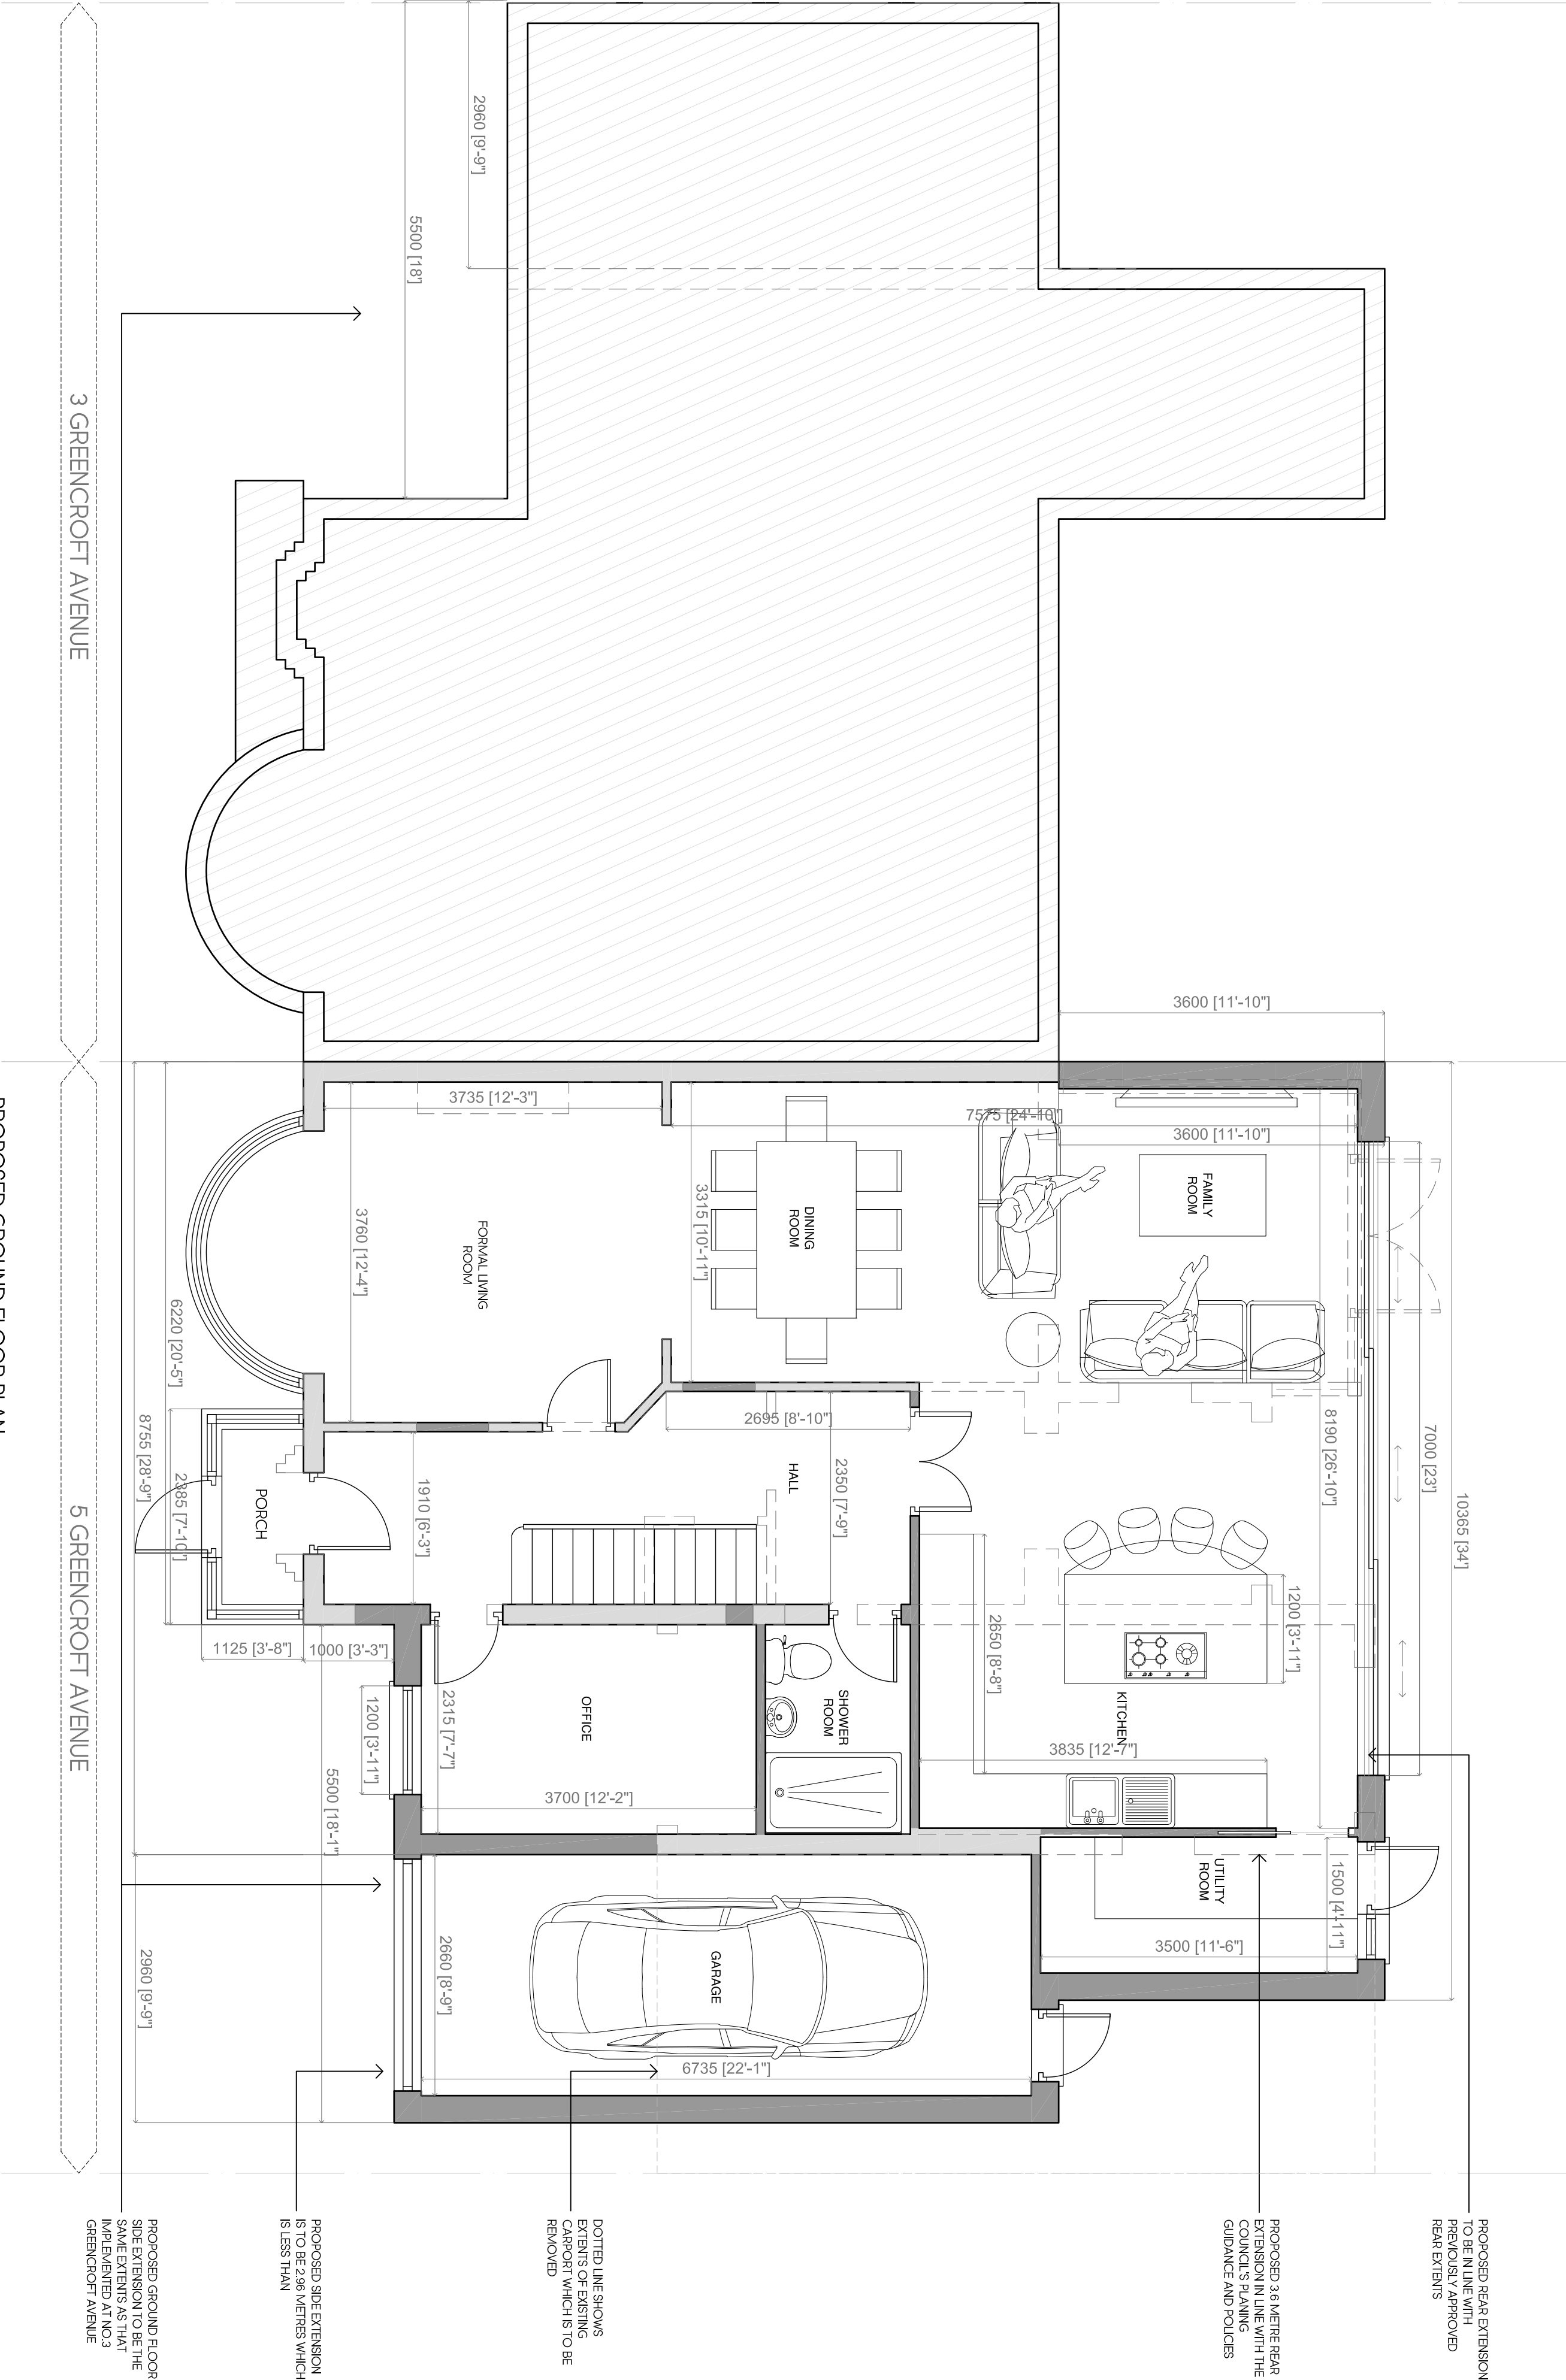 2960 [9'-9"]
5500 [18']
3 GREENCROFT AVENUE
3600 [11'-10"]
3735 [12'-3"]
7575 [24'-10"]
3600 [11'-10"]
FAMILY
ROOM
3315 [10'-11"]
DINING
ROOM
3760 [12'-4"]
FORMAL LIVING
ROOM
6220 [20'-5"]
8755 [28'-9"]
2385 [7'-10"]
PORCH
1910 [6'-3"]
2695 [8'-10"]
HALL
2350 [7'-9"]
8190 [26'-10"]
7000 [23']
10365 [34']
1200 [3'-11"]
2650 [8'-8"]
KITCHEN
3835 [12'-7"]
5 GREENCROFT AVENUE
1125 [3'-8"]
1000 [3'-3"]
1200 [3'-11"]
2315 [7'-7"]
OFFICE
3700 [12'-2"]
SHOWER
ROOM
5500 [18'-1"]
UTILITY
ROOM
1500 [4'-11"]
3500 [11'-6"]
2960 [9'-9"]
2660 [8'-9"]
GARAGE
6735 [22'-1"]
PROPOSED REAR EXTENSION
TO BE IN LINE WITH
PREVIOUSLY APPROVED
REAR EXTENTS
PROPOSED 3.6 METRE REAR
EXTENSION IN LINE WITH THE
COUNCIL'S PLANING
GUIDANCE AND POLICIES
DOTTED LINE SHOWS
EXTENTS OF EXISTING
CARPORT WHICH IS TO BE
REMOVED
PROPOSED SIDE EXTENSION
IS TO BE 2.96 METRES WHICH
IS LESS THAN
PROPOSED GROUND FLOOR
SIDE EXTENSION TO BE THE
SAME EXTENTS AS THAT
IMPLEMENTED AT NO.3
GREENCROFT AVENUE
PROPOSED GROUND FLOOR PLAN